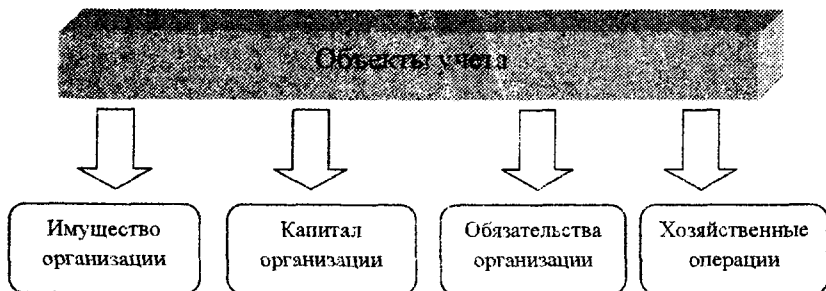 Объекты учета
Имущество
организации
Капитал
организации
Обязательства
организации
Хозяйственные
операции